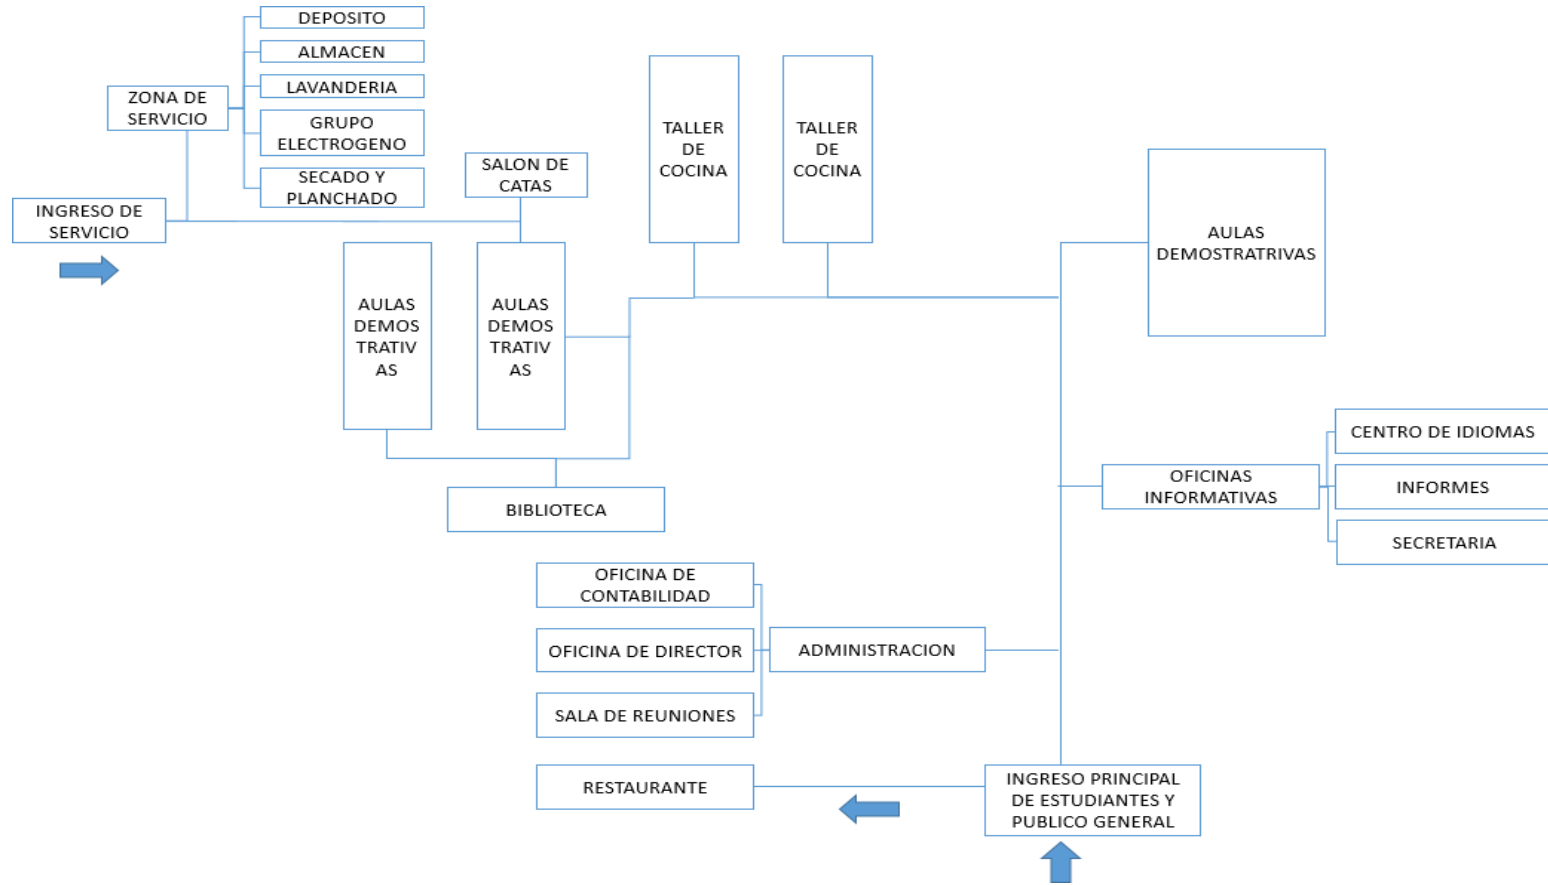 DEPOSITO
ALMACEN
LAVANDERIA
GRUPO
ELECTROGENO
SECADO Y
PLANCHADO
ZONA DE
SERVICIO
INGRESO DE
SERVICIO
SALON DE
CATAS
TALLER
DE
COCINA
TALLER
DE
COCINA
AULAS
DEMOSTRATRIVAS
AULAS
DEMOS
TRATIV
AS
AULAS
DEMOS
TRATIV
AS
BIBLIOTECA
CENTRO DE IDIOMAS
OFICINAS
INFORMATIVAS
INFORMES
SECRETARIA
OFICINA DE
CONTABILIDAD
OFICINA DE DIRECTOR
ADMINISTRACION
SALA DE REUNIONES
RESTAURANTE
INGRESO PRINCIPAL
DE ESTUDIANTES Y
PUBLICO GENERAL